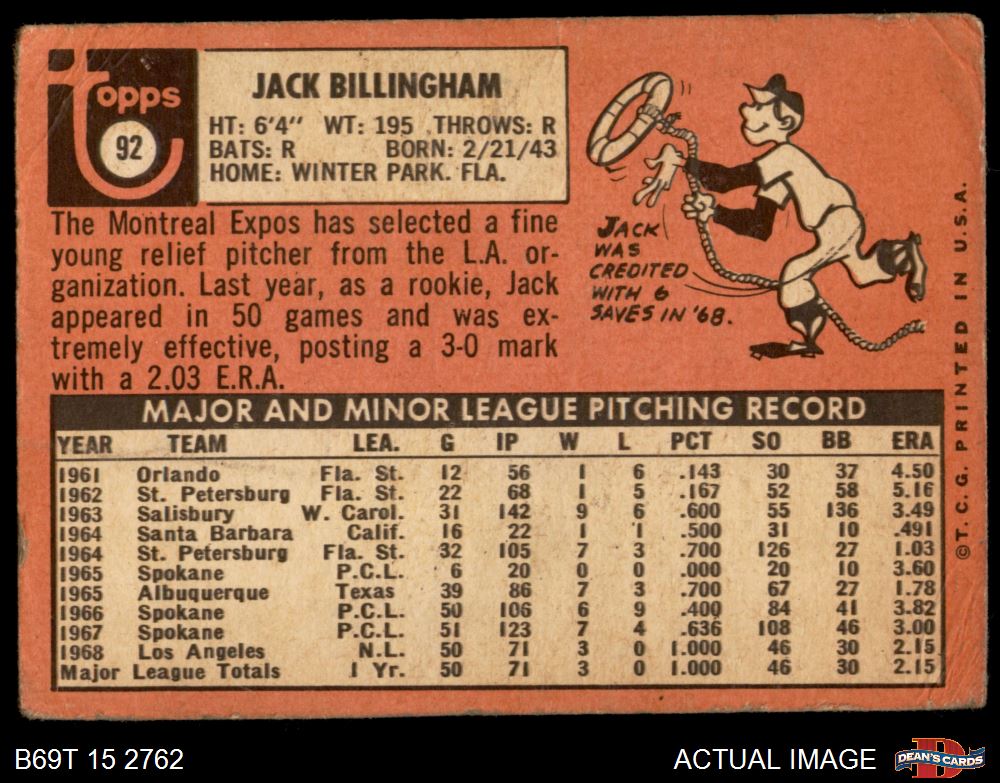 topps
92
JACK BILLINGHAM
HT: 6'4" WT: 195 THROWS: R
BATS: R BORN: 2/21/43
HOME: WINTER PARK. FLA.
The Montreal Expos has selected a fine
young relief pitcher from the L.A. or-
ganization. Last year, as a rookie, Jack
appeared in 50 games and was ex-
tremely effective, posting a 3-0 mark
with a 2.03 E.R.A.
JACK
WAS
CREDITED
WITH 6
SAVES IN '68.
MAJOR AND MINOR LEAGUE PITCHING RECORD
YEAR TEAM LEA. G IP W L PCT SO BB ERA
1961 Orlando Fla. St. 12 56 1 6 .143 30 37 4.50
1962 St. Petersburg Fla. St. 22 68 1 5 .167 52 58 5.16
1963 Salisbury W. Carol. 31 142 9 6 .600 55 136 3.49
1964 Santa Barbara Calif. 16 22 1 1 .500 31 10 .491
1964 St. Petersburg Fla. St. 32 105 7 3 .700 126 27 1.03
1965 Spokane P.C.L. 6 20 0 0 .000 20 10 3.60
1965 Albuquerque Texas 39 86 7 3 .700 67 27 1.78
1966 Spokane P.C.L. 50 106 6 9 .400 84 41 3.82
1967 Spokane P.C.L. 51 123 7 4 .636 108 46 3.00
1968 Los Angeles N.L. 50 71 3 0 1.000 46 30 2.15
Major League Totals 1 Yr. 50 71 3 0 1.000 46 30 2.15
©T.C.G. PRINTED IN U.S.A.
B69T 15 2762
ACTUAL IMAGE
D
DEAN'S CARDS